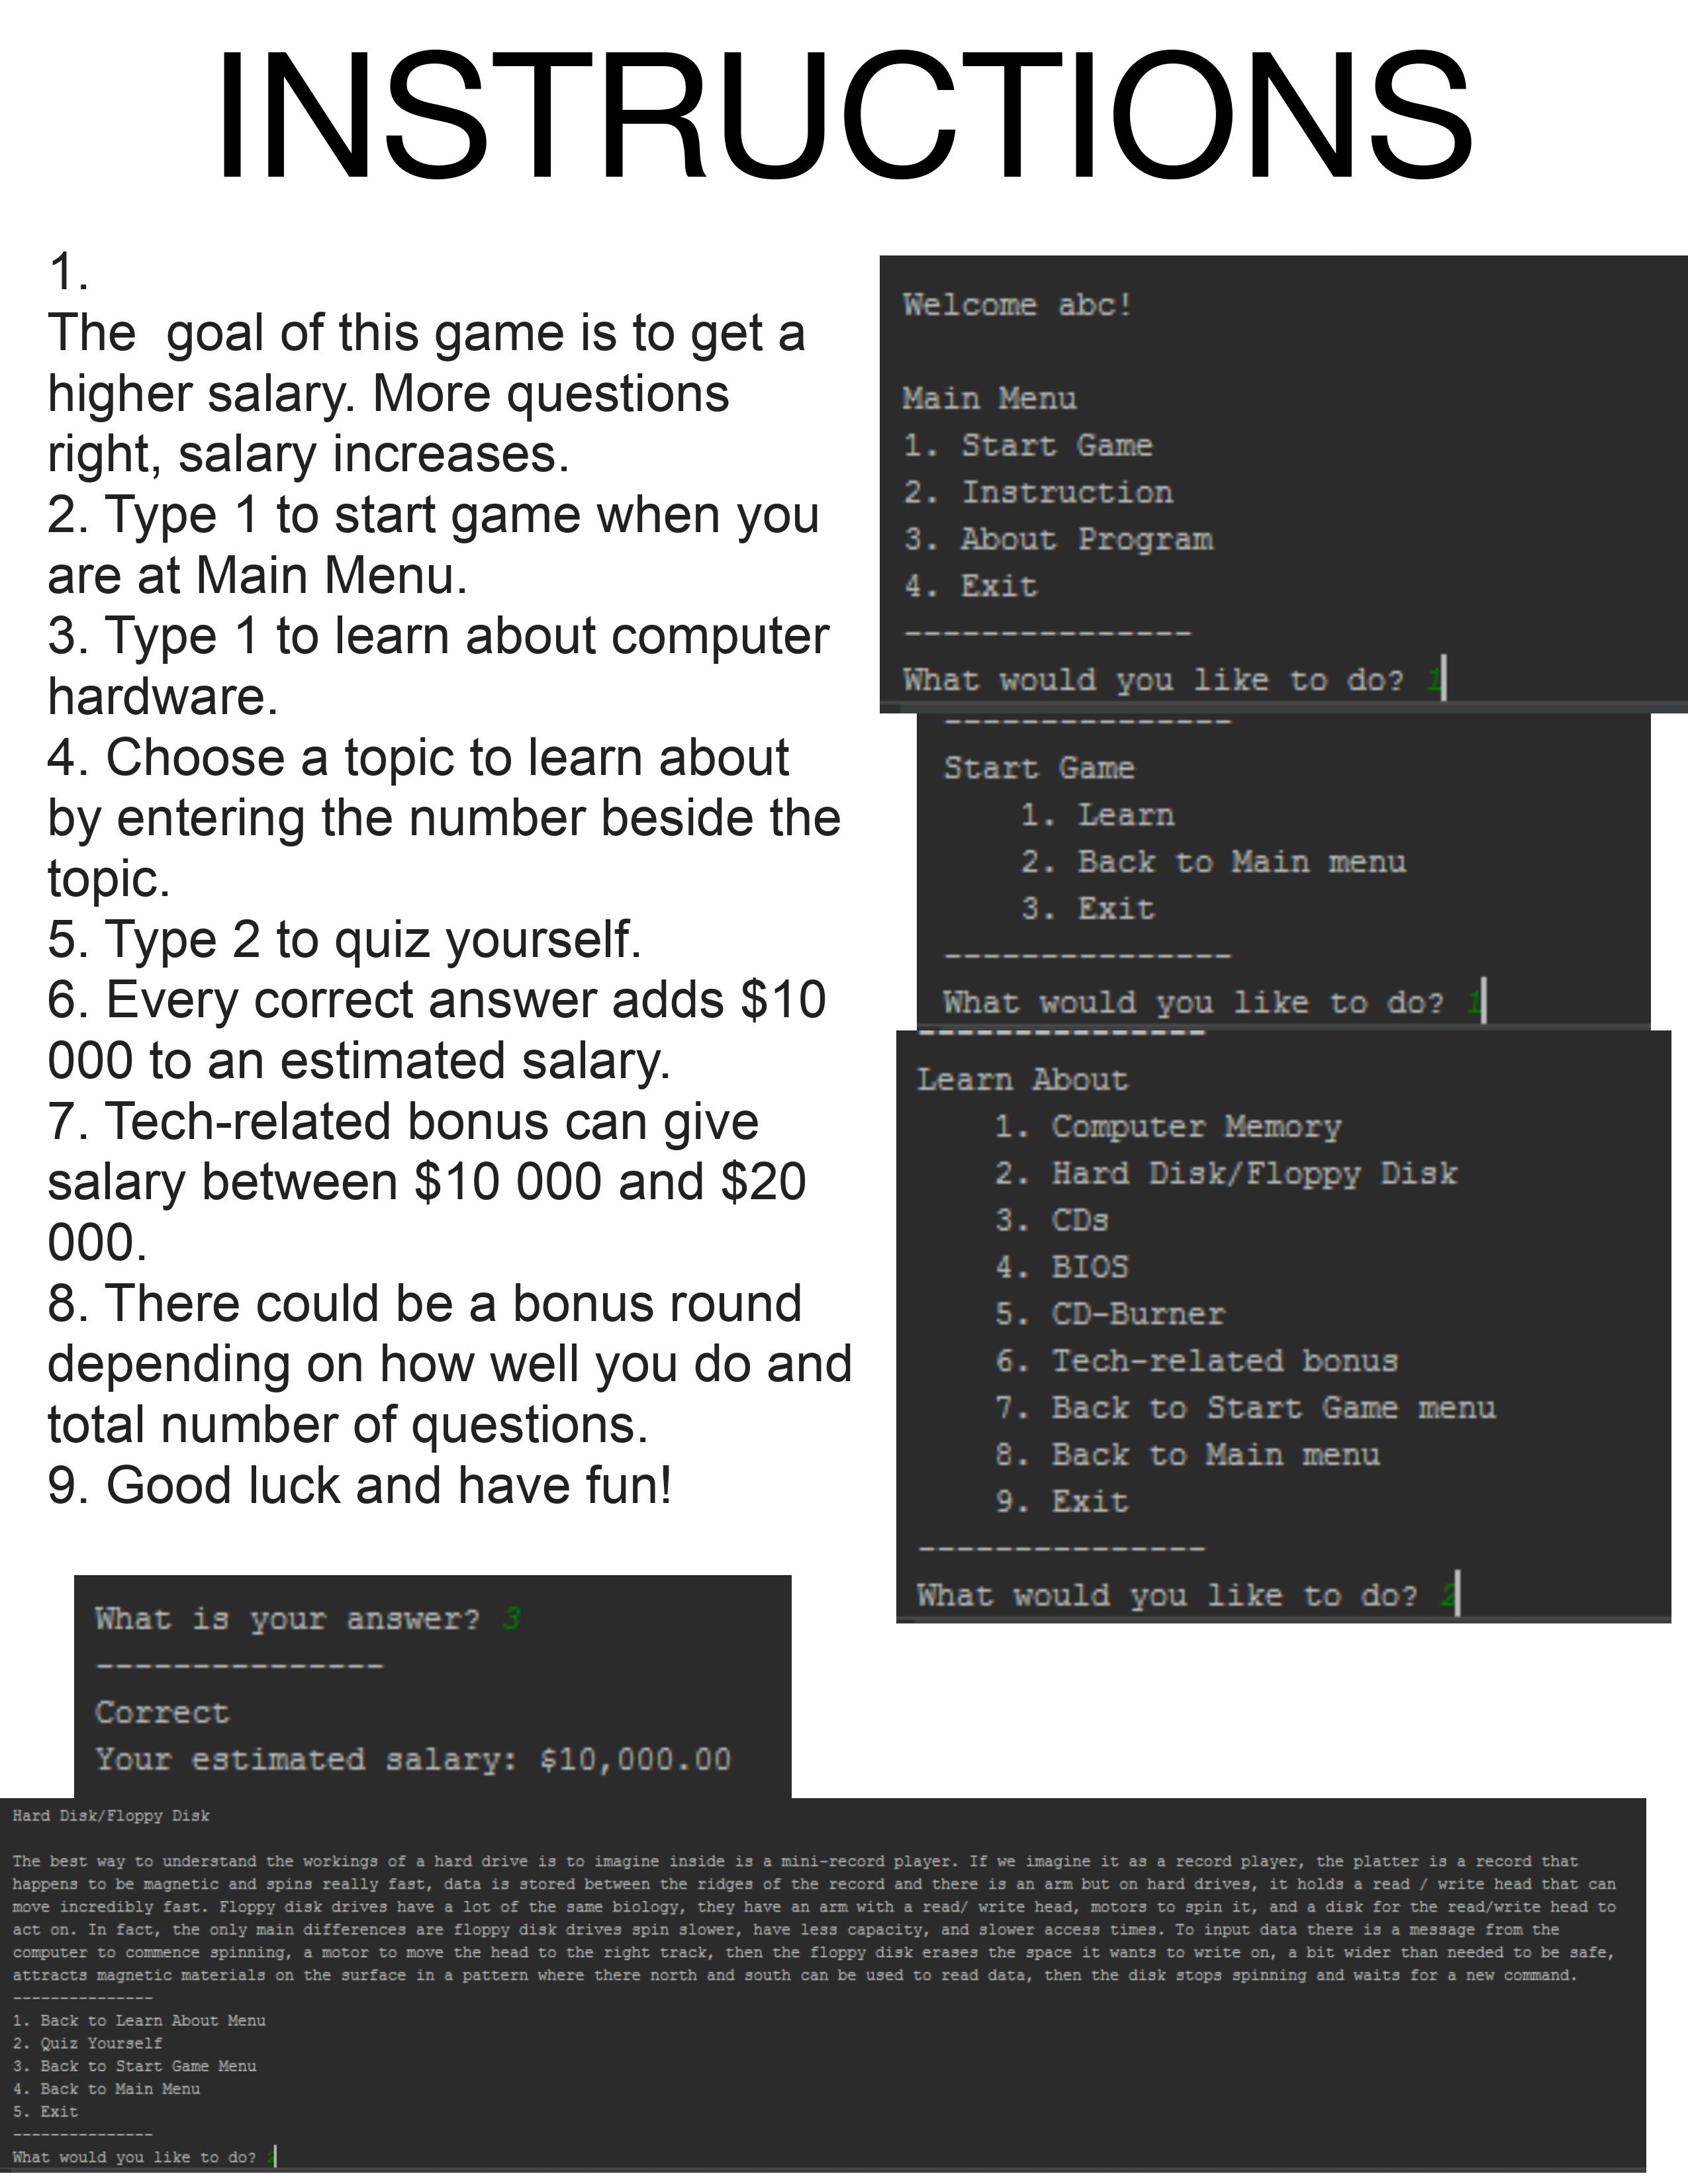 INSTRUCTIONS
1.
The  goal of this game is to get a
higher salary. More questions
right, salary increases.
2. Type 1 to start game when you
are at Main Menu.
3. Type 1 to learn about computer
hardware.
4. Choose a topic to learn about
by entering the number beside the
topic.
5. Type 2 to quiz yourself.
6. Every correct answer adds $10
000 to an estimated salary.
7. Tech-related bonus can give
salary between $10 000 and $20
000.
8. There could be a bonus round
depending on how well you do and
total number of questions.
9. Good luck and have fun!
Welcome abc!
Main Menu
1. Start Game
2. Instruction
3. About Program
4. Exit
---------------
What would you like to do? 1
---------------
Start Game
1. Learn
2. Back to Main menu
3. Exit
---------------
What would you like to do? 1
---------------
Learn About
1. Computer Memory
2. Hard Disk/Floppy Disk
3. CDs
4. BIOS
5. CD-Burner
6. Tech-related bonus
7. Back to Start Game menu
8. Back to Main menu
9. Exit
---------------
What would you like to do? 2
What is your answer? 3
---------------
Correct
Your estimated salary: $10,000.00
Hard Disk/Floppy Disk
The best way to understand the workings of a hard drive is to imagine inside is a mini-record player. If we imagine it as a record player, the platter is a record that
happens to be magnetic and spins really fast, data is stored between the ridges of the record and there is an arm but on hard drives, it holds a read / write head that can
move incredibly fast. Floppy disk drives have a lot of the same biology, they have an arm with a read/ write head, motors to spin it, and a disk for the read/write head to
act on. In fact, the only main differences are floppy disk drives spin slower, have less capacity, and slower access times. To input data there is a message from the
computer to commence spinning, a motor to move the head to the right track, then the floppy disk erases the space it wants to write on, a bit wider than needed to be safe,
attracts magnetic materials on the surface in a pattern where there north and south can be used to read data, then the disk stops spinning and waits for a new command.
---------------
1. Back to Learn About Menu
2. Quiz Yourself
3. Back to Start Game Menu
4. Back to Main Menu
5. Exit
---------------
What would you like to do? 2